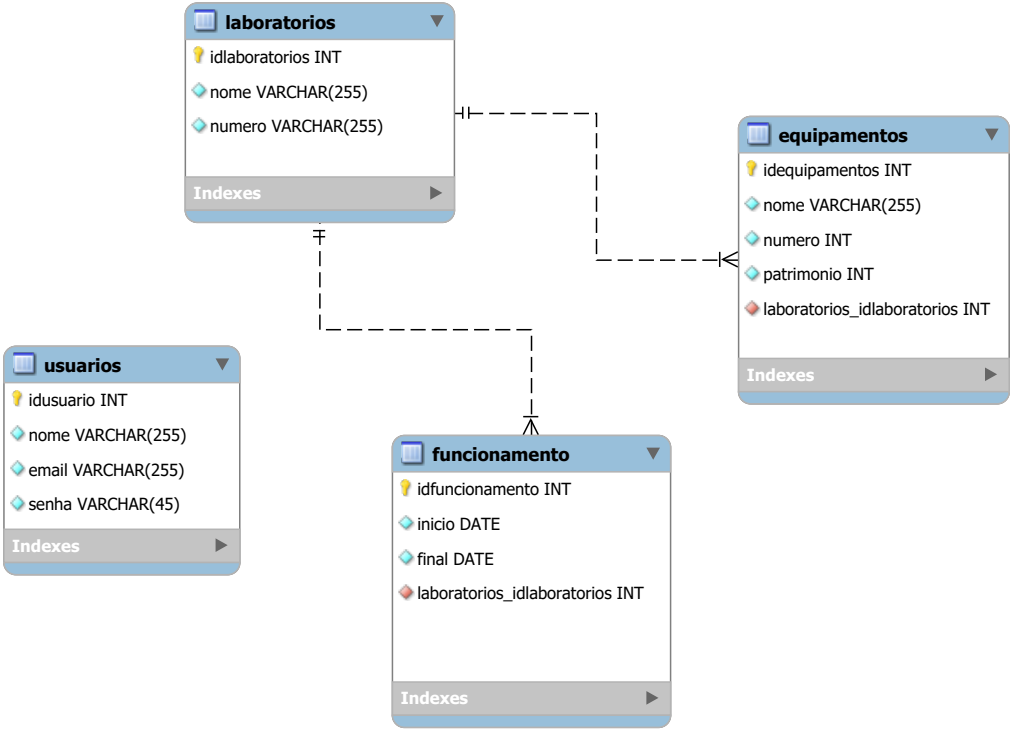 laboratorios
idlaboratorios INT
nome VARCHAR(255)
numero VARCHAR(255)
Indexes
equipamentos
idequipamentos INT
nome VARCHAR(255)
numero INT
patrimonio INT
laboratorios_idlaboratorios INT
Indexes
usuarios
idusuario INT
nome VARCHAR(255)
email VARCHAR(255)
senha VARCHAR(45)
Indexes
funcionamento
idfuncionamento INT
inicio DATE
final DATE
laboratorios_idlaboratorios INT
Indexes